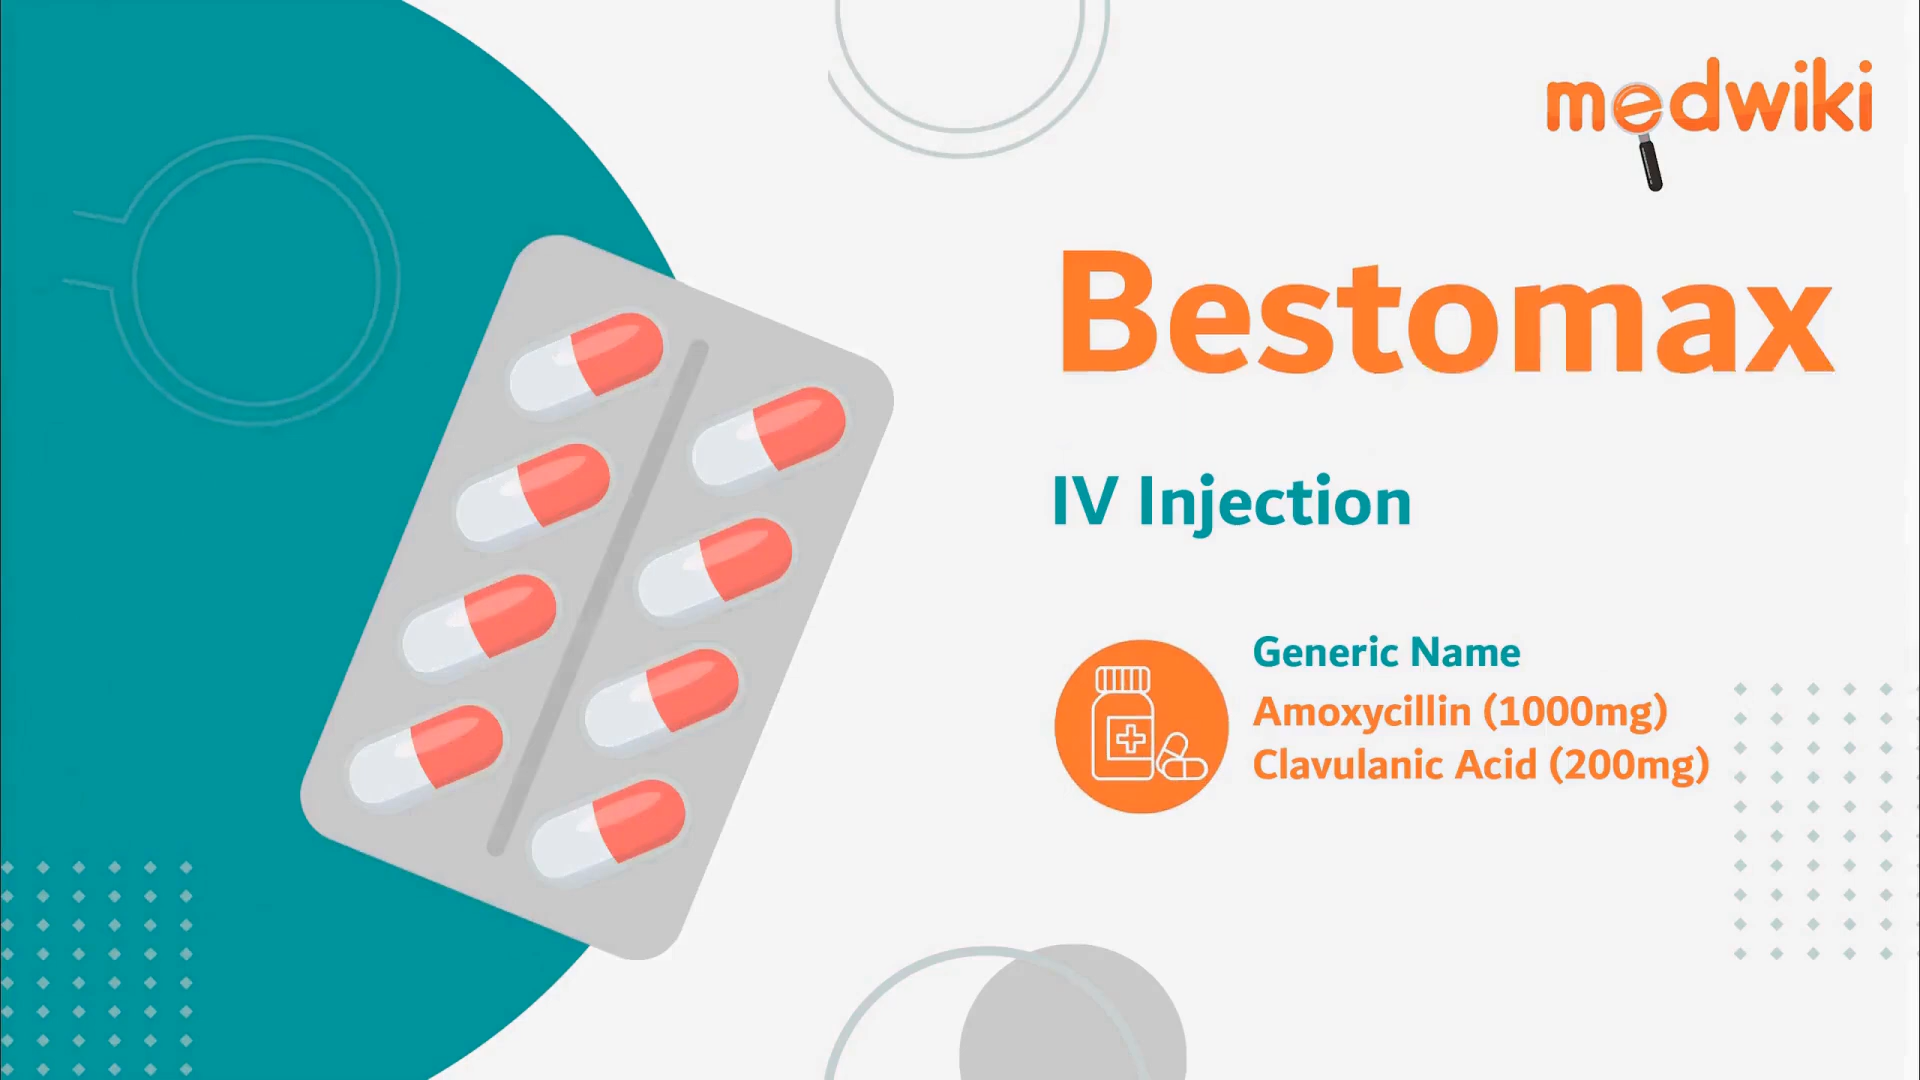 medwiki
Bestomax
IV Injection
Generic Name
Amoxycillin (1000mg)
Clavulanic Acid (200mg)